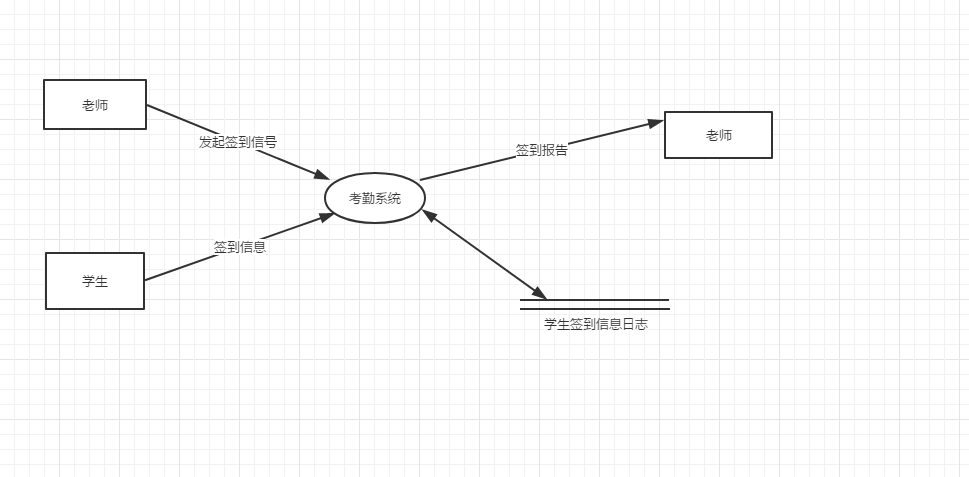 老师
发起签到信号
老师
签到报告
考勤系统
签到信息
学生
学生签到信息日志